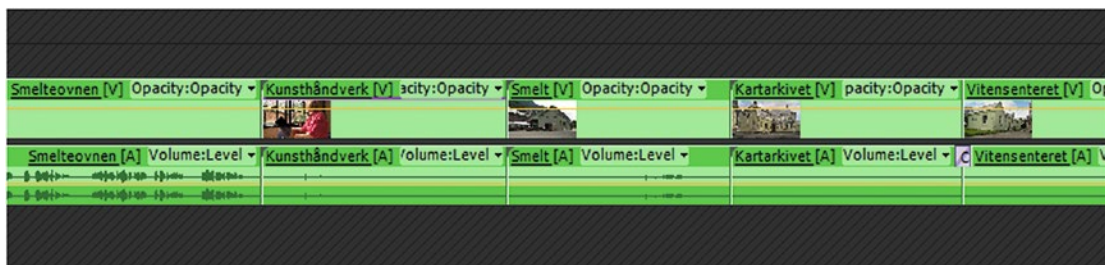 Smelteovnen [V] Opacity:Opacity Kunsthåndverk [V] acity:Opacity Smelt [V] Opacity:Opacity Kartarkivet [V] pacity:Opacity Vitensenteret [V] Op
Smelteovnen [A] Volume:Level Kunsthåndverk [A] /olume:Level Smelt [A] Volume:Level Kartarkivet [A] Volume:Level C Vitensenteret [A] V